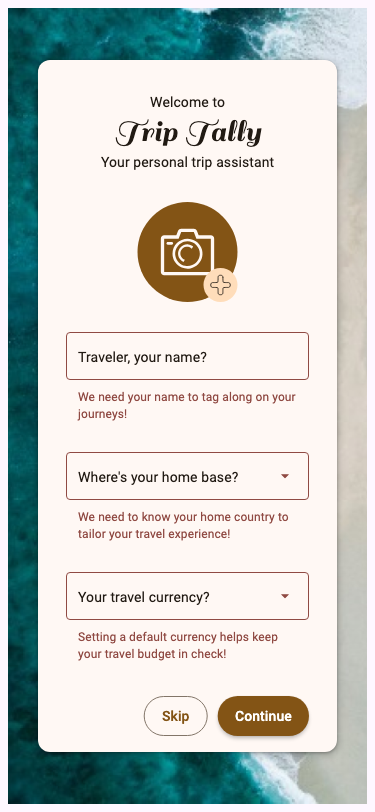 Welcome to
Trip Tally
Your personal trip assistant
Traveler, your name?
We need your name to tag along on your
journeys!
Where's your home base?
We need to know your home country to
tailor your travel experience!
Your travel currency?
Setting a default currency helps keep
your travel budget in check!
Skip
Continue